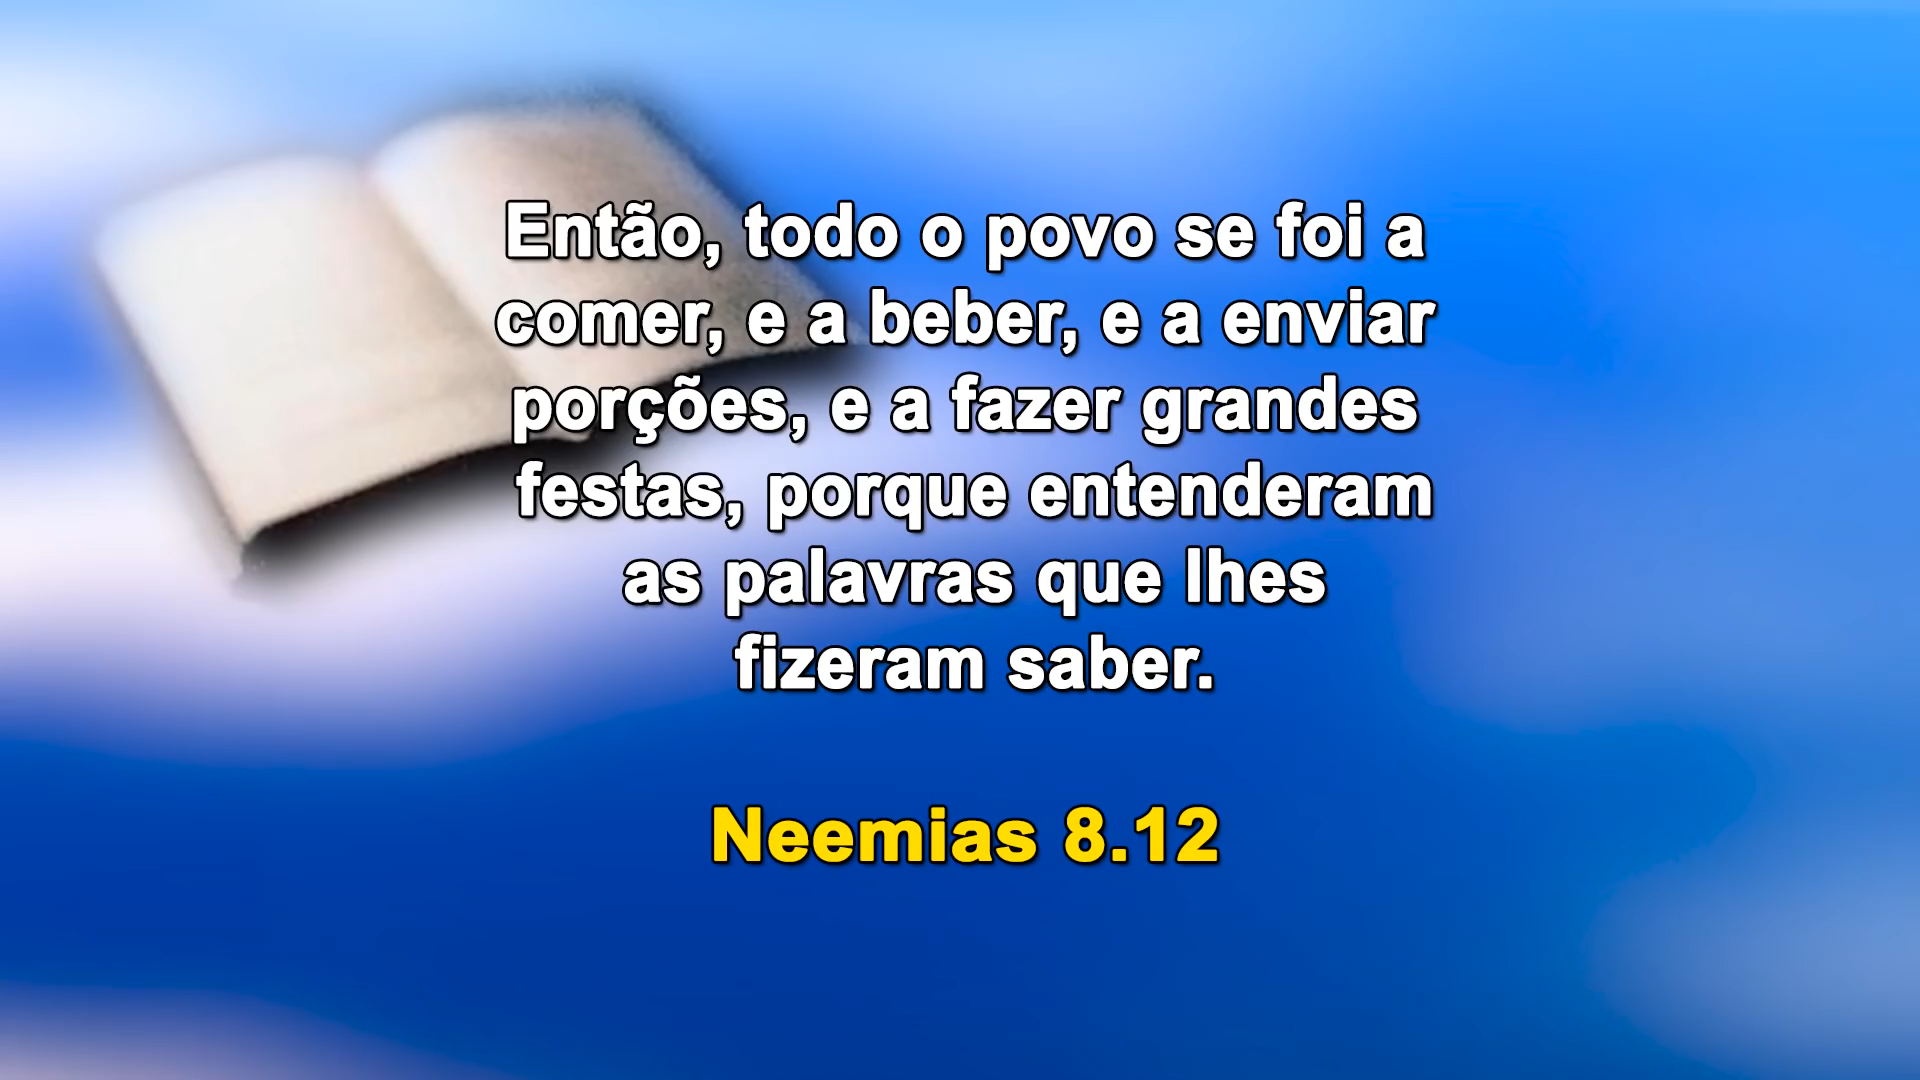 Então, todo o povo se foi a
comer, e a beber, e a enviar
porções, e a fazer grandes
festas, porque entenderam
as palavras que lhes
fizeram saber.
Neemias 8.12